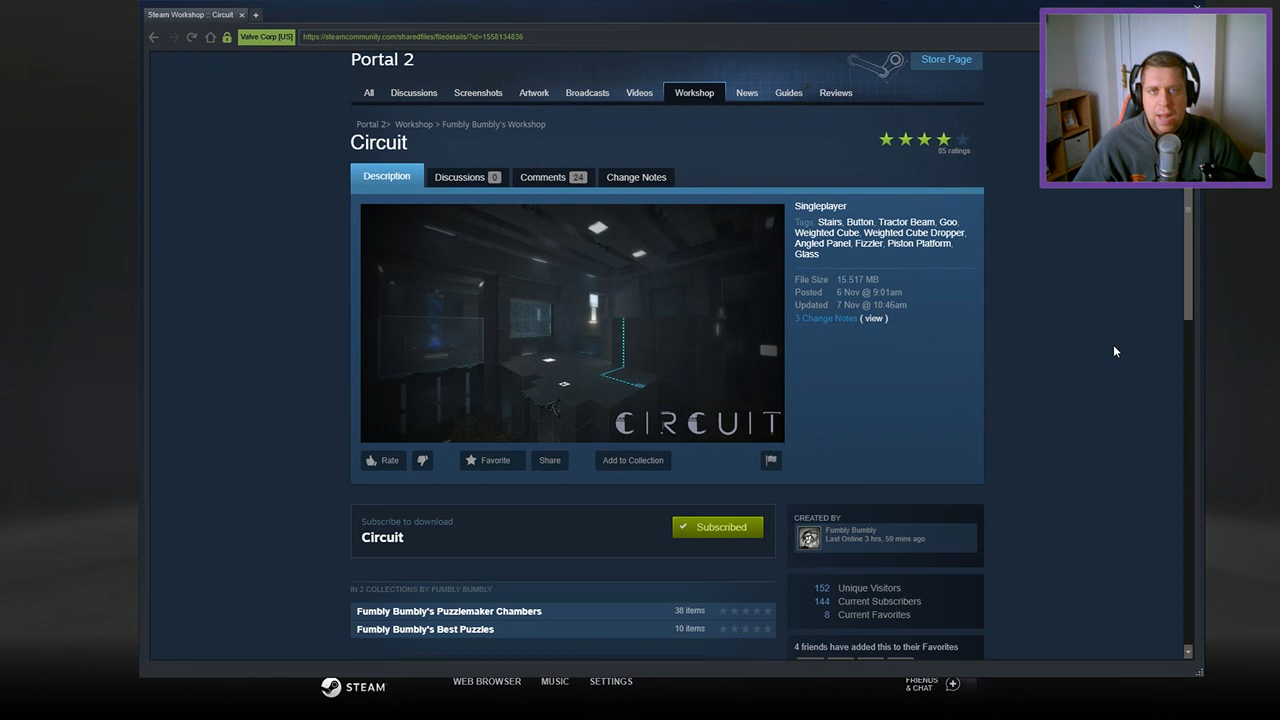 Steam Workshop :: Circuit
Valve Corp [US] https://steamcommunity.com/sharedfiles/filedetails/?id=1558134836
Portal 2
Store Page
All Discussions Screenshots Artwork Broadcasts Videos Workshop News Guides Reviews
Portal 2> Workshop > Fumbly Bumbly's Workshop
Circuit
85 ratings
Description Discussions 0 Comments 24 Change Notes
Singleplayer
Tags: Stairs, Button, Tractor Beam, Goo,
Weighted Cube, Weighted Cube Dropper,
Angled Panel, Fizzler, Piston Platform,
Glass
File Size 15.517 MB
Posted 6 Nov @ 9:01am
Updated 7 Nov @ 10:46am
3 Change Notes ( view )
CIRCUIT
Rate Favorite Share Add to Collection
Subscribe to download
Circuit
Subscribed
CREATED BY
Fumbly Bumbly
Last Online 3 hrs, 59 mins ago
IN 2 COLLECTIONS BY FUMBLY BUMBLY
Fumbly Bumbly's Puzzlemaker Chambers 38 items
Fumbly Bumbly's Best Puzzles 10 items
152 Unique Visitors
144 Current Subscribers
8 Current Favorites
4 friends have added this to their Favorites
STEAM
WEB BROWSER MUSIC SETTINGS
FRIENDS
& CHAT